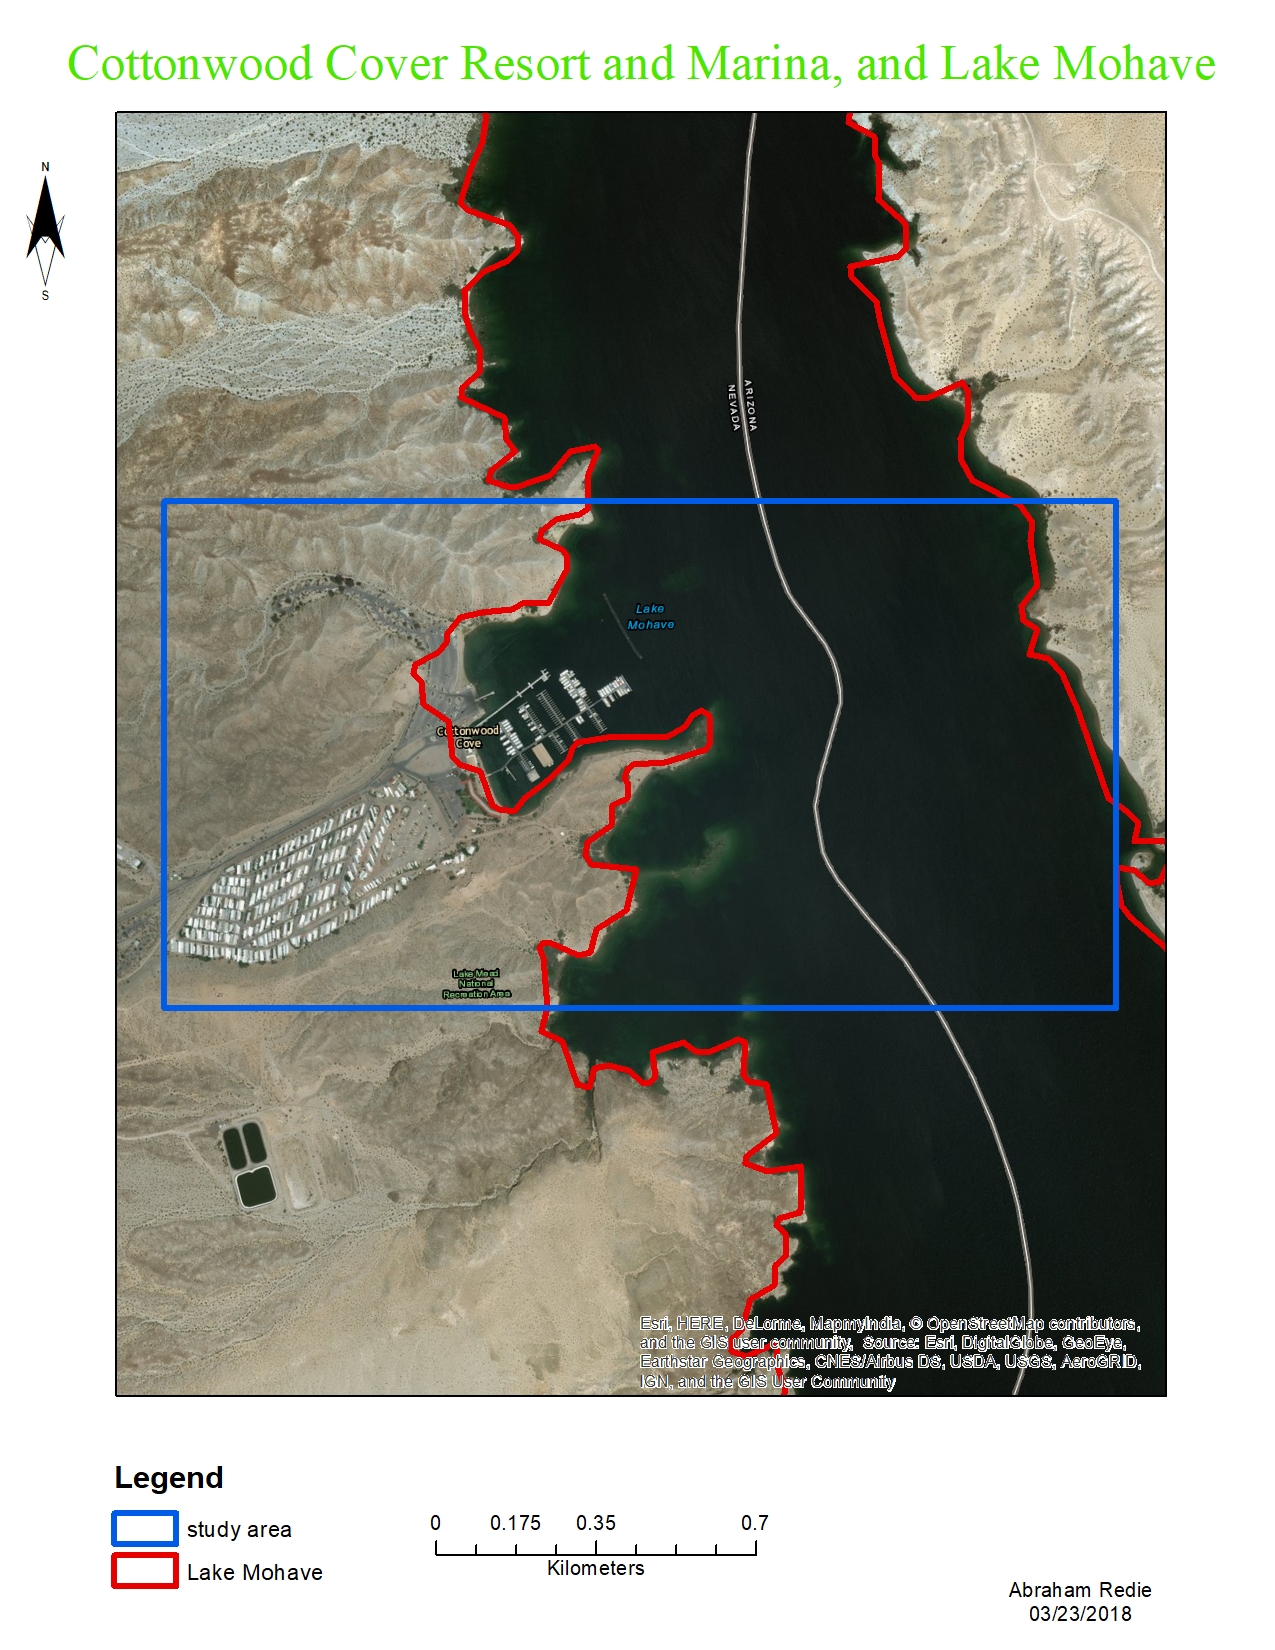 Cottonwood Cover Resort and Marina, and Lake Mohave
N
S
ARIZONA
NEVADA
Lake
Mohave
Cottonwood
Cove
Lake Mead
National
Recreation Area
Esri, HERE, DeLorme, MapmyIndia, © OpenStreetMap contributors,
and the GIS user community, Source: Esri, DigitalGlobe, GeoEye,
Earthstar Geographics, CNES/Airbus DS, USDA, USGS, AeroGRID,
IGN, and the GIS User Community
Legend
study area
Lake Mohave
0 0.175 0.35 0.7
Kilometers
Abraham Redie
03/23/2018